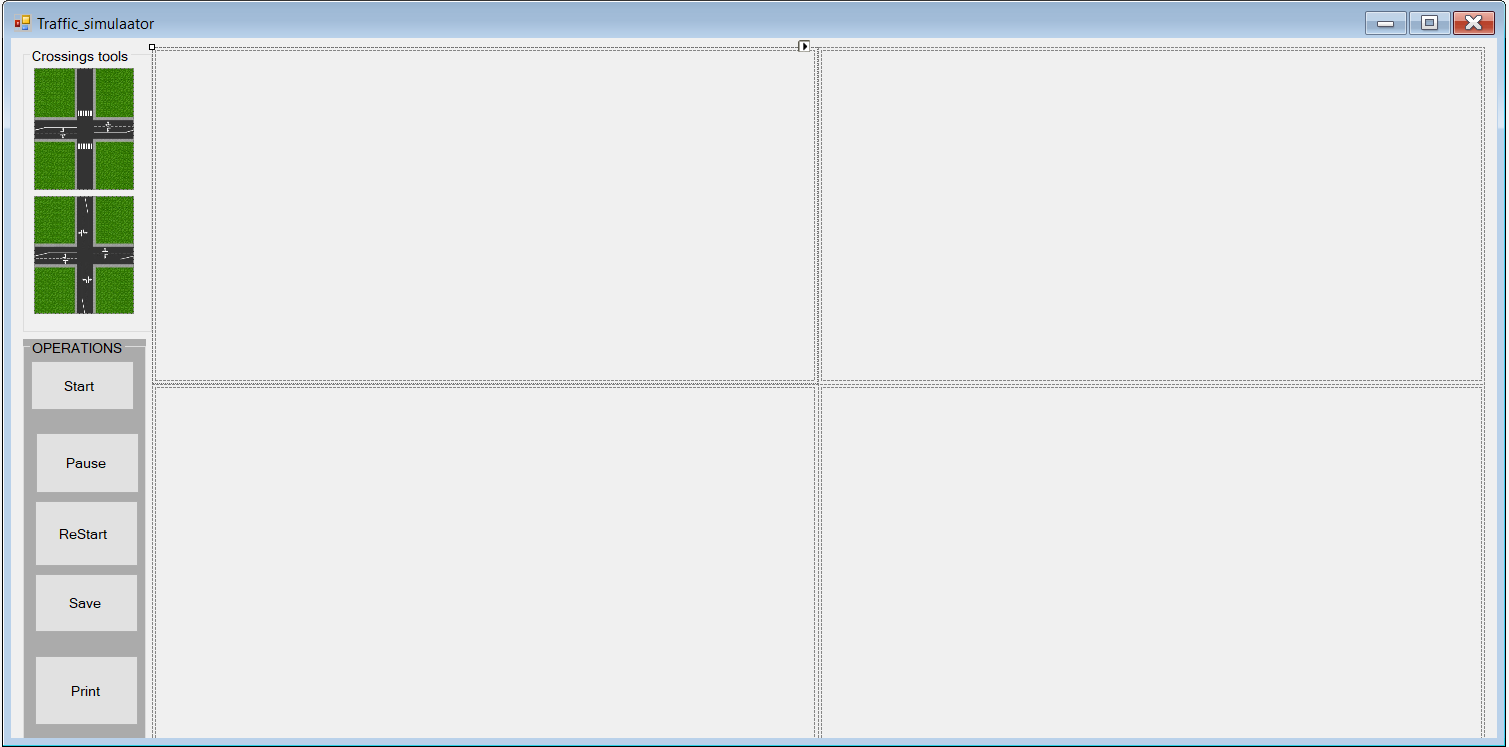 Traffic_simulaator
Crossings tools
OPERATIONS
Start
Pause
ReStart
Save
Print